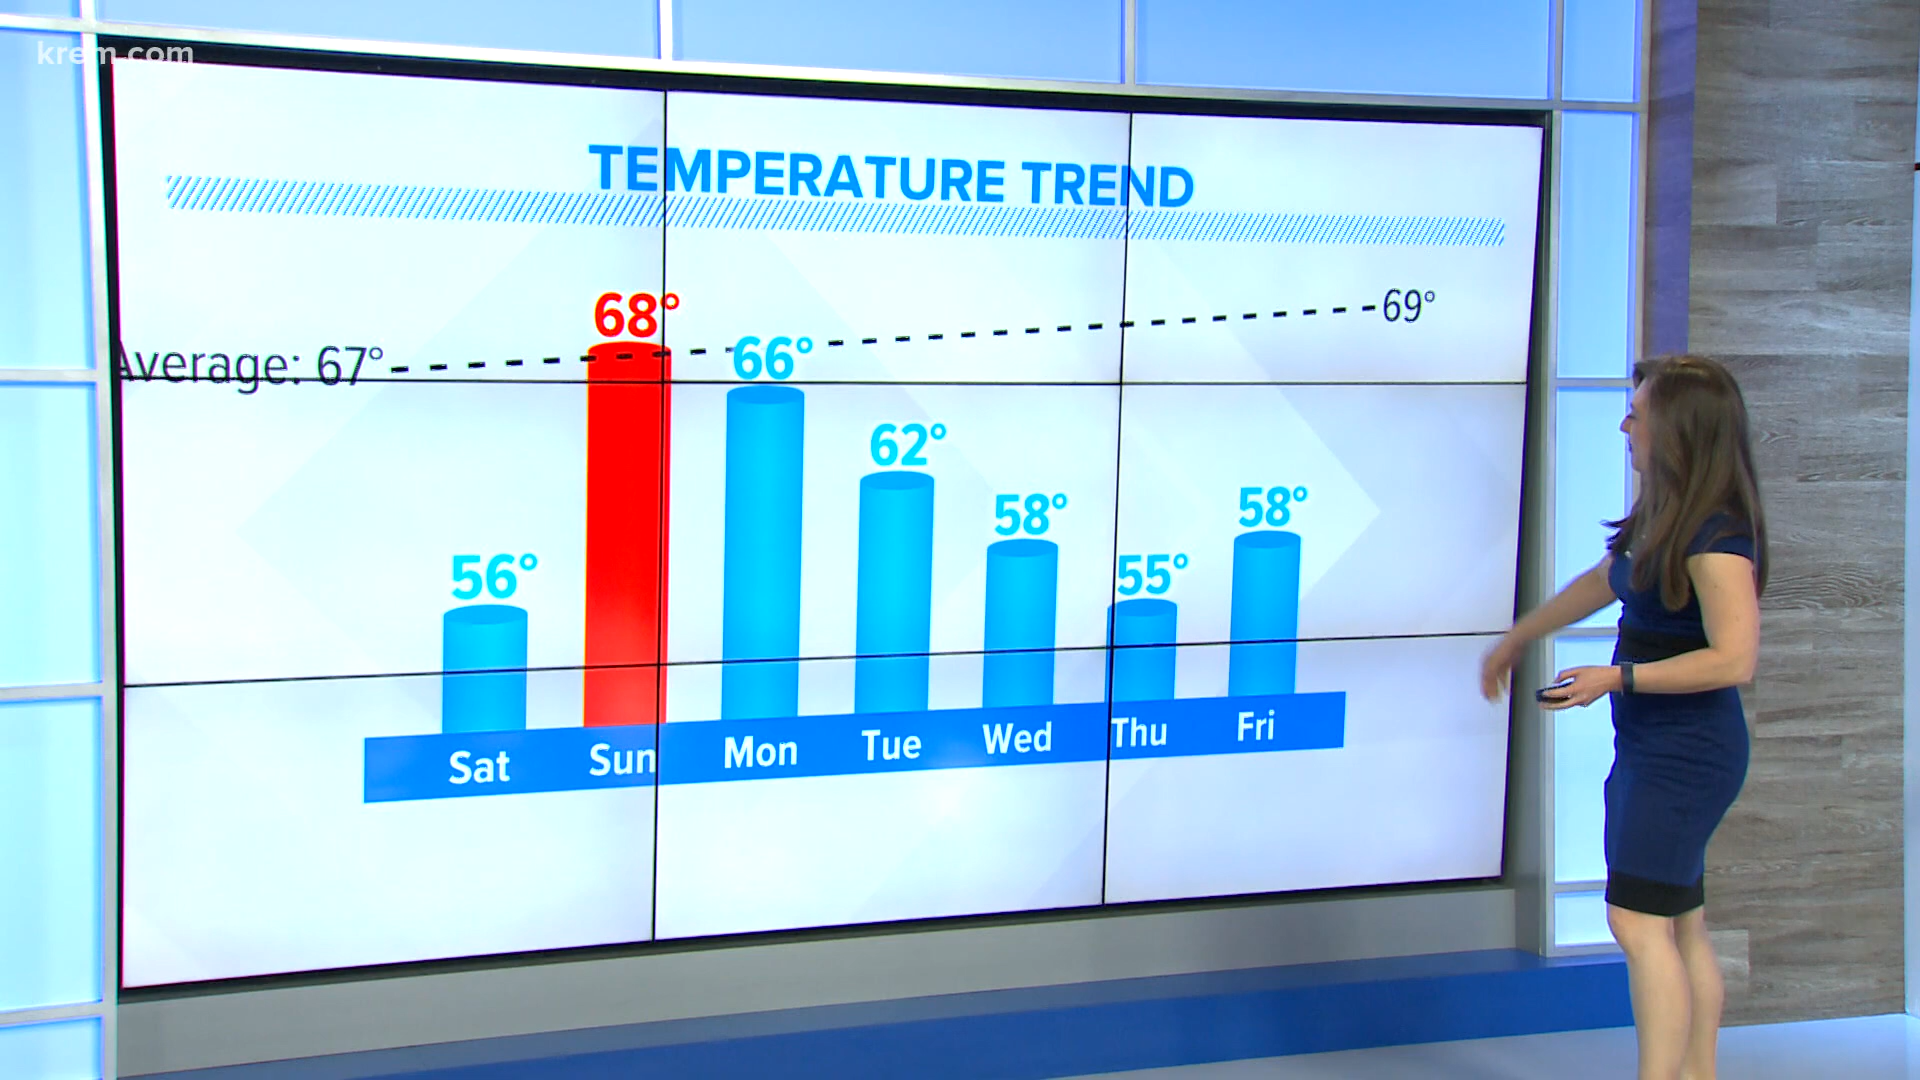 krem.com
TEMPERATURE TREND
Average: 67°
69°
56° 68° 66° 62° 58° 55° 58°
Sat Sun Mon Tue Wed Thu Fri